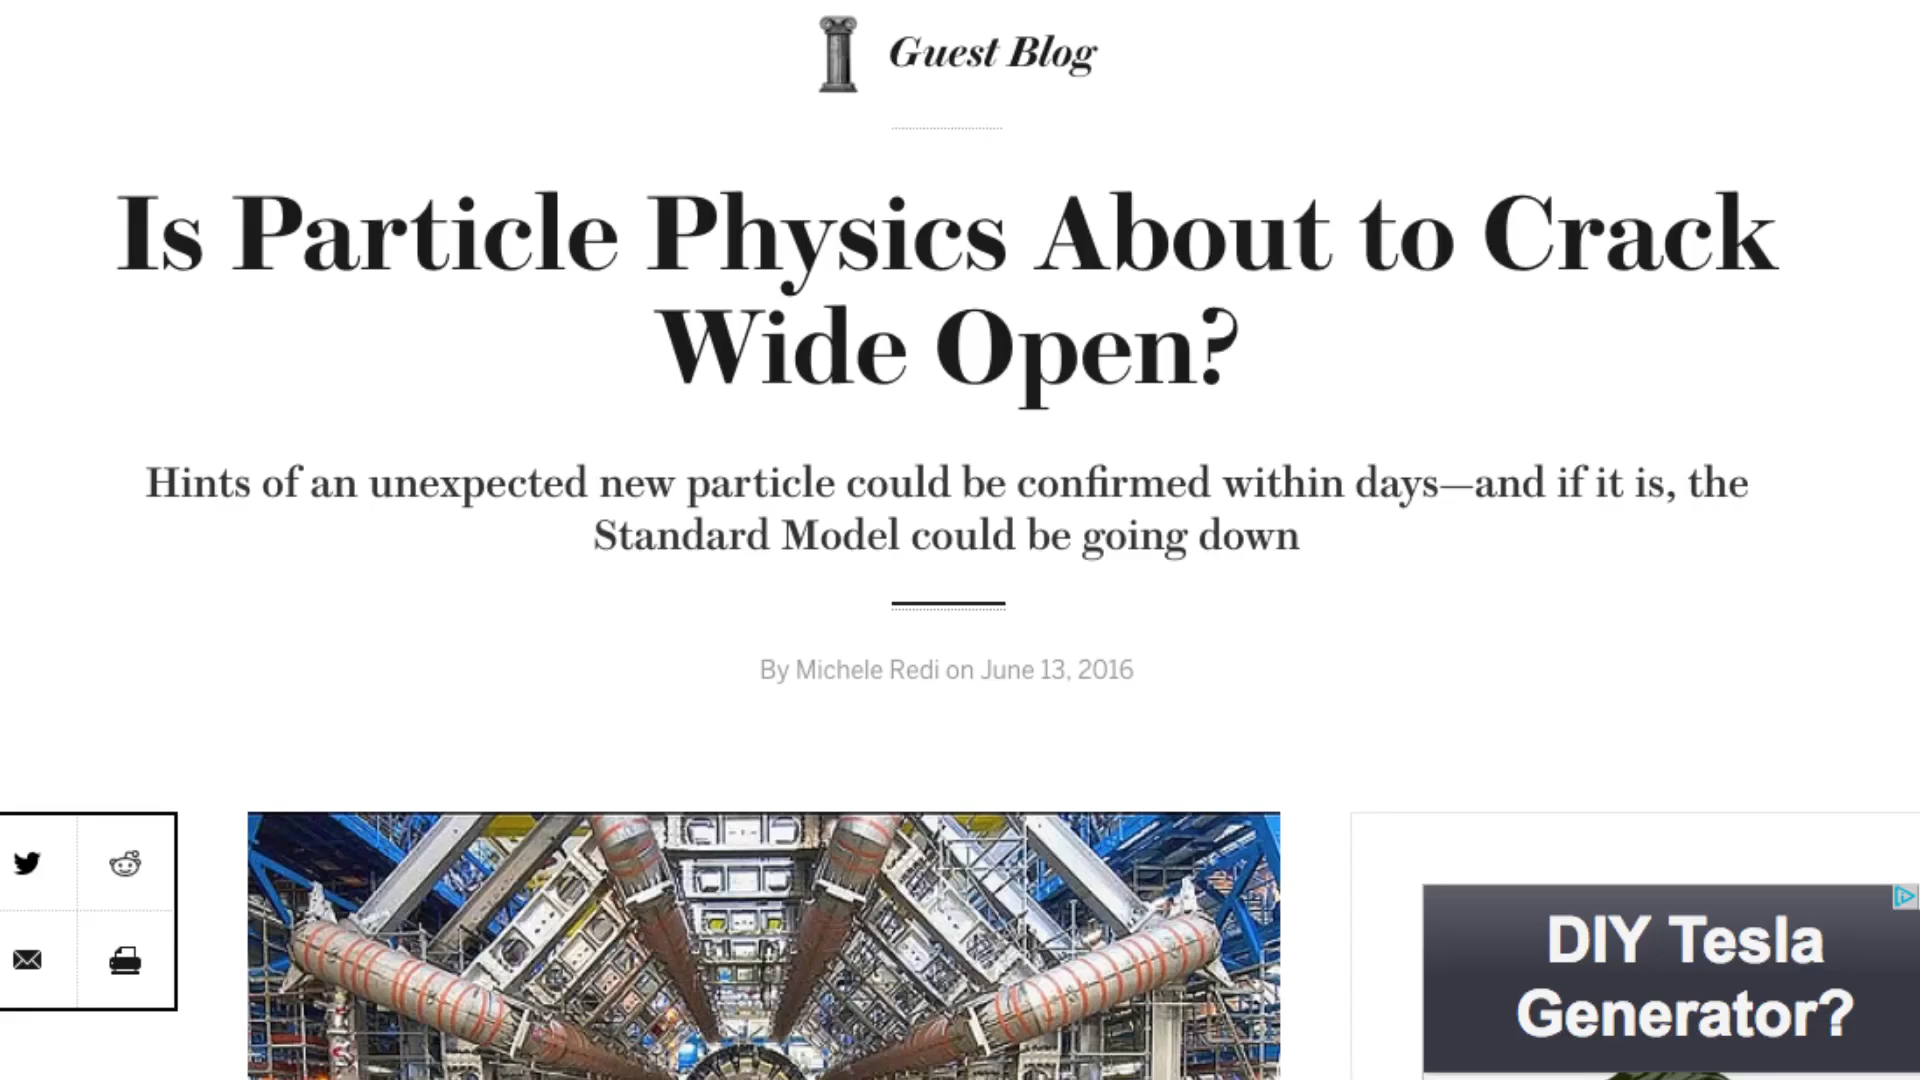 Guest Blog
Is Particle Physics About to Crack
Wide Open?
Hints of an unexpected new particle could be confirmed within days—and if it is, the
Standard Model could be going down
By Michele Redi on June 13, 2016
DIY Tesla
Generator?